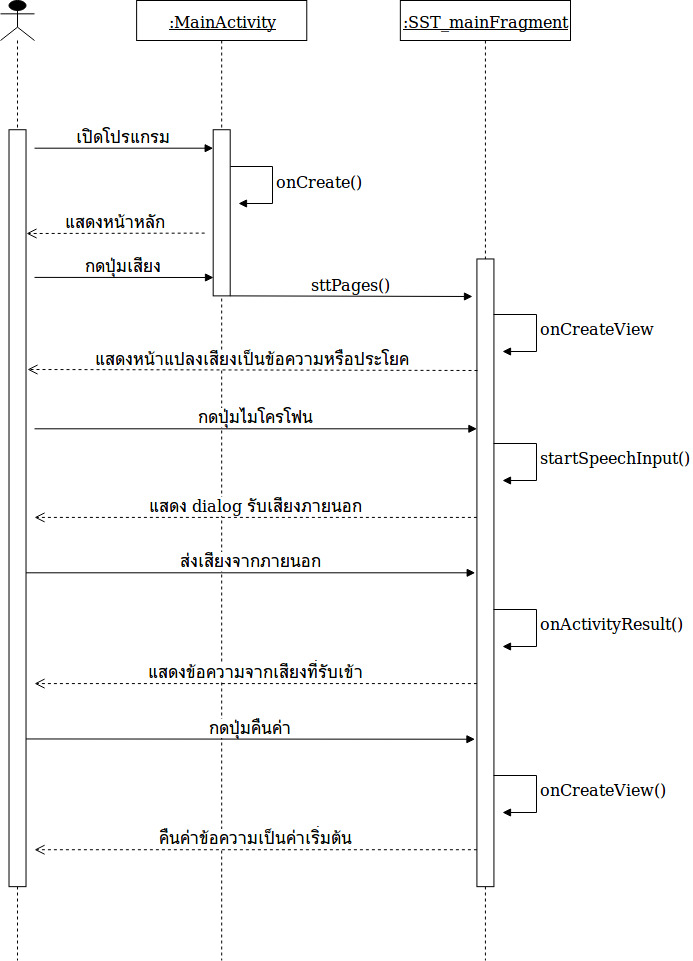 :MainActivity
:SST_mainFragment
เปิดโปรแกรม
onCreate()
แสดงหน้าหลัก
กดปุ่มเสียง
sttPages()
onCreateView
แสดงหน้าแปลงเสียงเป็นข้อความหรือประโยค
กดปุ่มไมโครโฟน
startSpeechInput()
แสดง dialog รับเสียงภายนอก
ส่งเสียงจากภายนอก
onActivityResult()
แสดงข้อความจากเสียงที่รับเข้า
กดปุ่มคืนค่า
onCreateView()
คืนค่าข้อความเป็นค่าเริ่มต้น